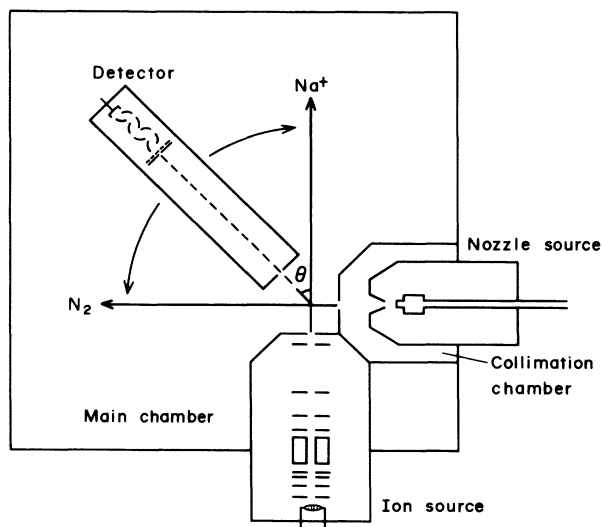 Detector
Na⁺
θ
N₂
Nozzle source
Collimation
chamber
Main chamber
Ion source